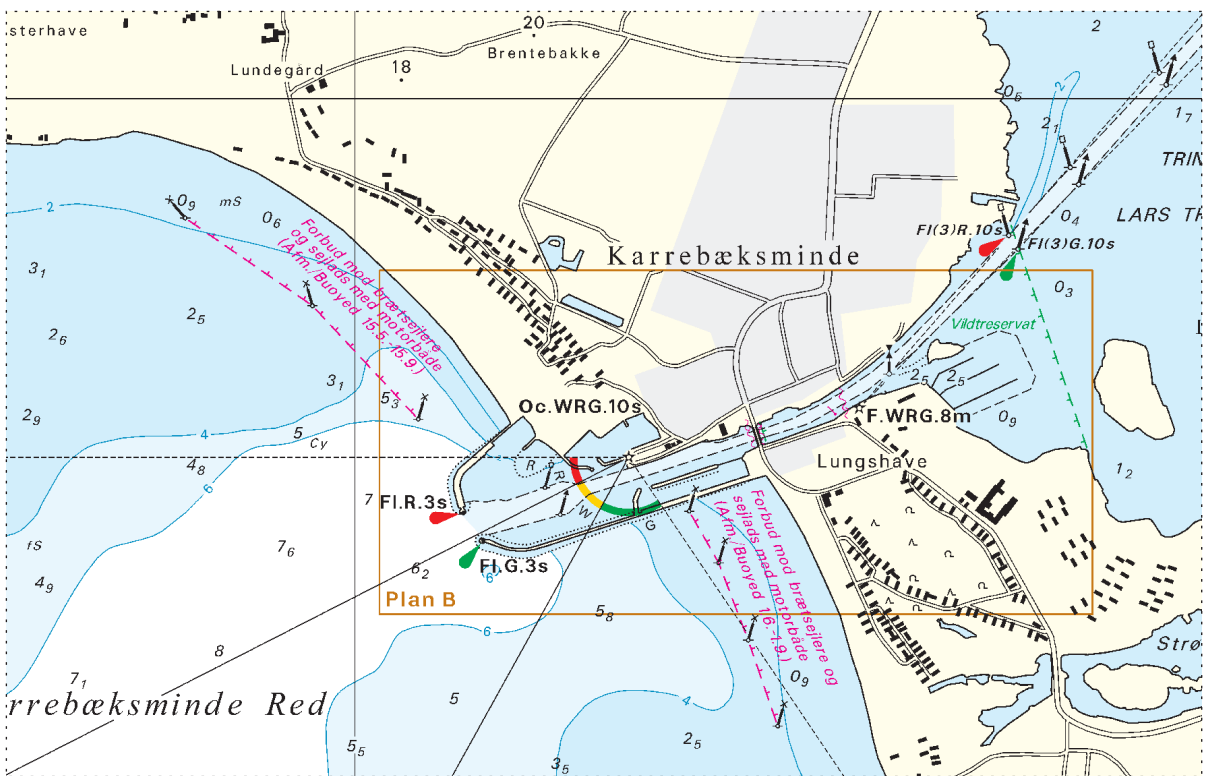 sterhave
20
Brentebakke
2
Lundegård
18
0₅
2
2₁
1₇
TRIN
LARS TR
0₄
2
0₉
mS
0₆
Forbud mod brætsejlere
og sejlads med motorbåde
(Afm./Buoyed 15.5.-15.9.)
Fl(3)R.10s
Fl(3)G.10s
Karrebæksminde
3₁
2₅
2₆
0₃
Vildtreservat
3₁
2₉
5₃
Oc.WRG.10s
2₅
2₅
0₉
F.WRG.8m
4
5
Cy
4₈
6
R
R
W
G
Lungshave
1₂
7
Fl.R.3s
fS
7₆
4₉
6₂
Fl.G.3s
6
Plan B
Forbud mod brætsejlere og
sejlads med motorbåde
(Afm./Buoyed 16.-1.9.)
6
5₈
8
7₁
rrebæksminde Red
5
4
0₉
Strø
5₅
2₅
3₅